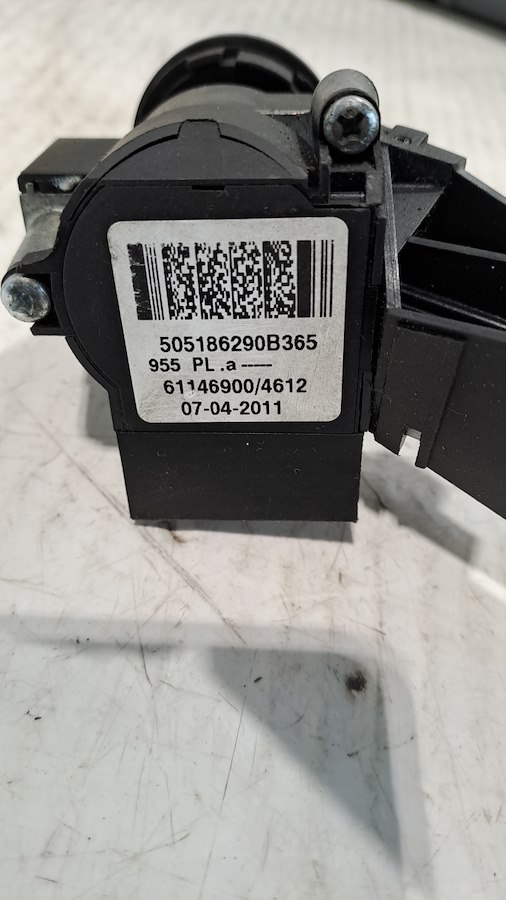 505186290B365
955 PL .a -----
61146900/4612
07-04-2011